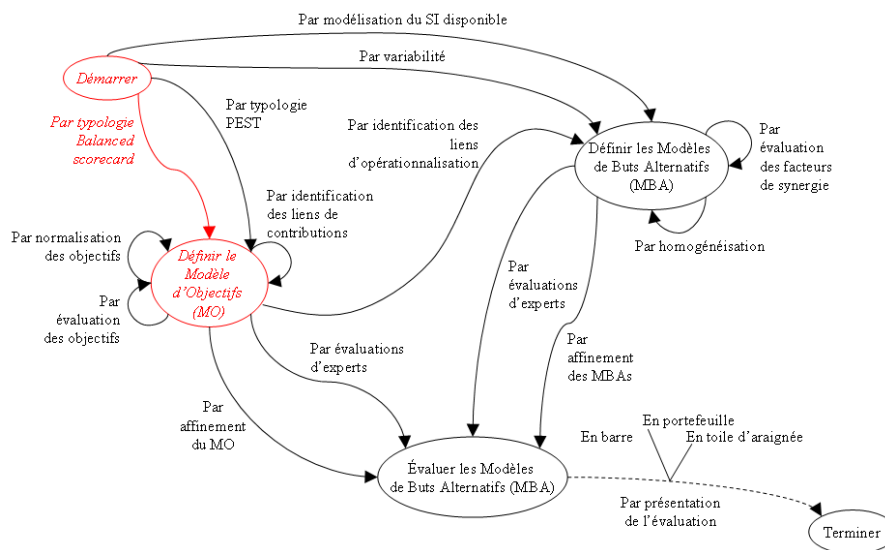 Par modélisation du SI disponible
Par variabilité
Démarrer
Par typologie
PEST
Par typologie
Balanced
scorecard
Par identification des
liens
d'opérationnalisation
Définir les Modèles
de Buts Alternatifs
(MBA)
Par
évaluation
des facteurs
de synergie
Par identification
des liens de
contributions
Par normalisation
des objectifs
Par homogénéisation
Définir le
Modèle
d'Objectifs
(MO)
Par
évaluation
des objectifs
Par
évaluations
d'experts
Par évaluations
d'experts
Par
affinement
des MBAs
Par
affinement
du MO
En portefeuille
En barre
En toile d'araignée
Évaluer les Modèles
de Buts Alternatifs (MBA)
Par présentation
de l'évaluation
Terminer